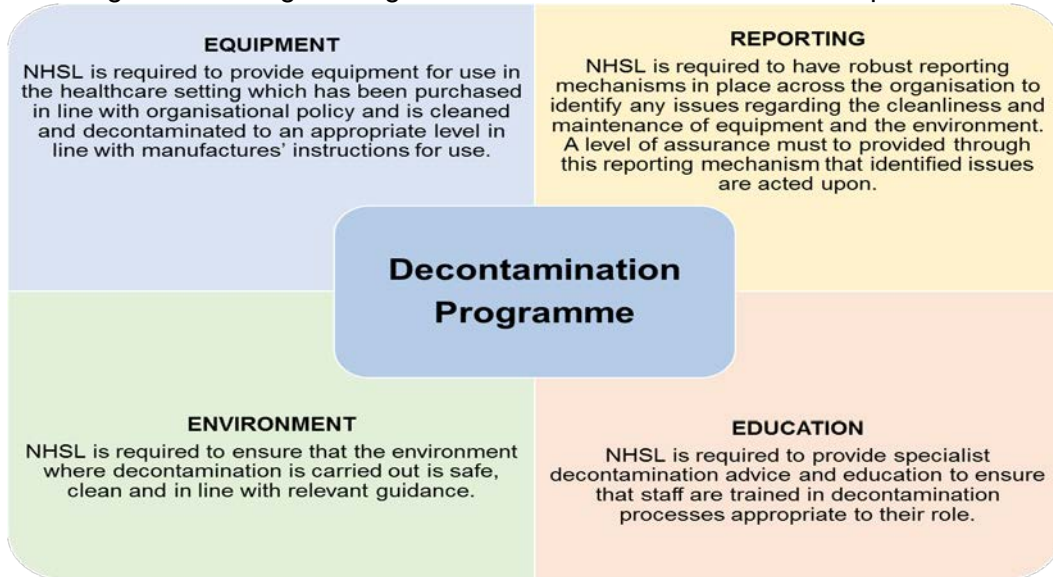 EQUIPMENT
NHSL is required to provide equipment for use in
the healthcare setting which has been purchased
in line with organisational policy and is cleaned
and decontaminated to an appropriate level in
line with manufactures' instructions for use.
REPORTING
NHSL is required to have robust reporting
mechanisms in place across the organisation to
identify any issues regarding the cleanliness and
maintenance of equipment and the environment.
A level of assurance must to provided through
this reporting mechanism that identified issues
are acted upon.
Decontamination
Programme
ENVIRONMENT
NHSL is required to ensure that the environment
where decontamination is carried out is safe,
clean and in line with relevant guidance.
EDUCATION
NHSL is required to provide specialist
decontamination advice and education to ensure
that staff are trained in decontamination
processes appropriate to their role.